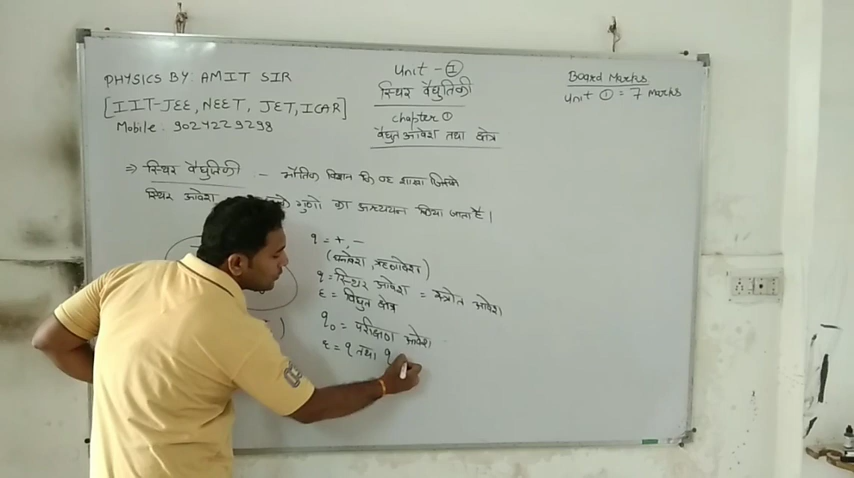 PHYSICS BY: AMIT SIR
[IIT-JEE, NEET, JET, ICAR]
Mobile. 9024229298
Unit - ①
स्थिर वैद्युतिकी
chapter ①
वैद्युत आवेश तथा क्षेत्र
Board Marks
unit ① = 7 marks
⇒ स्थिर वैद्युतिकी - भौतिक विज्ञान कि वह शाखा जिसमे
स्थिर आवेश गुणो का अध्ययन किया जाता है।
q = +, -
(धनावेश, ऋणावेश)
q = स्थिर आवेश = स्त्रोत आवेश
ε = विधुत क्षेत्र
q₀ = परीक्षण आवेश
ε = q तथा q